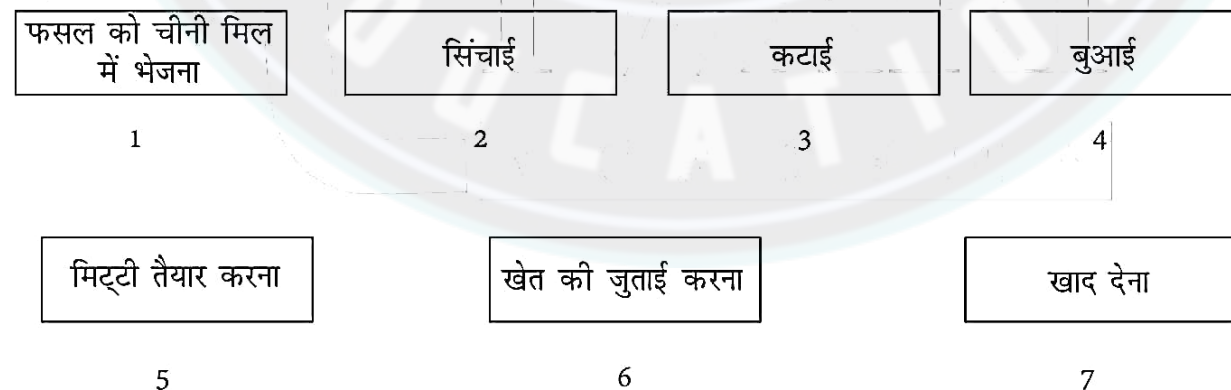 फसल को चीनी मिल
में भेजना
सिंचाई
कटाई
बुआई
1
2
3
4
मिट्टी तैयार करना
खेत की जुताई करना
खाद देना
5
6
7